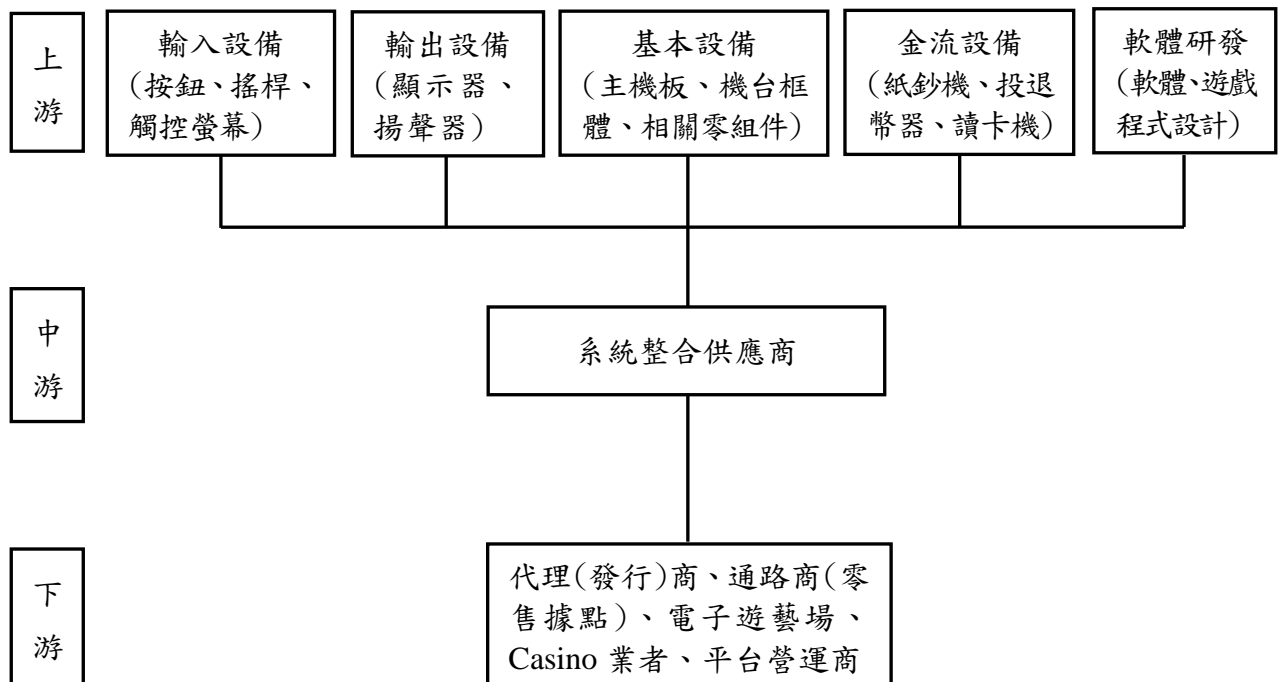 上
游
輸入設備
(按鈕、搖桿、
觸控螢幕)
輸出設備
(顯示器、
揚聲器)
基本設備
(主機板、機台框
體、相關零組件)
金流設備
(紙鈔機、投退
幣器、讀卡機)
軟體研發
(軟體、遊戲
程式設計)
中
游
系統整合供應商
下
游
代理(發行)商、通路商(零
售據點)、電子遊藝場、
Casino 業者、平台營運商